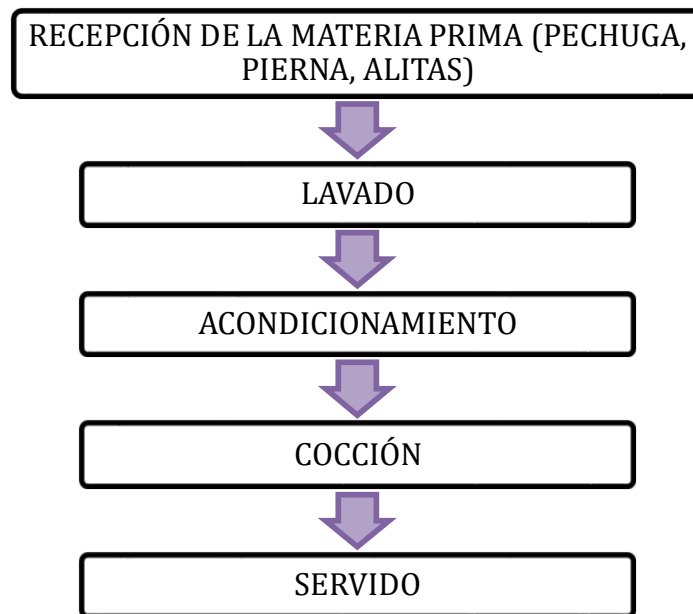 RECEPCIÓN DE LA MATERIA PRIMA (PECHUGA,
PIERNA, ALITAS)
LAVADO
ACONDICIONAMIENTO
COCCIÓN
SERVIDO